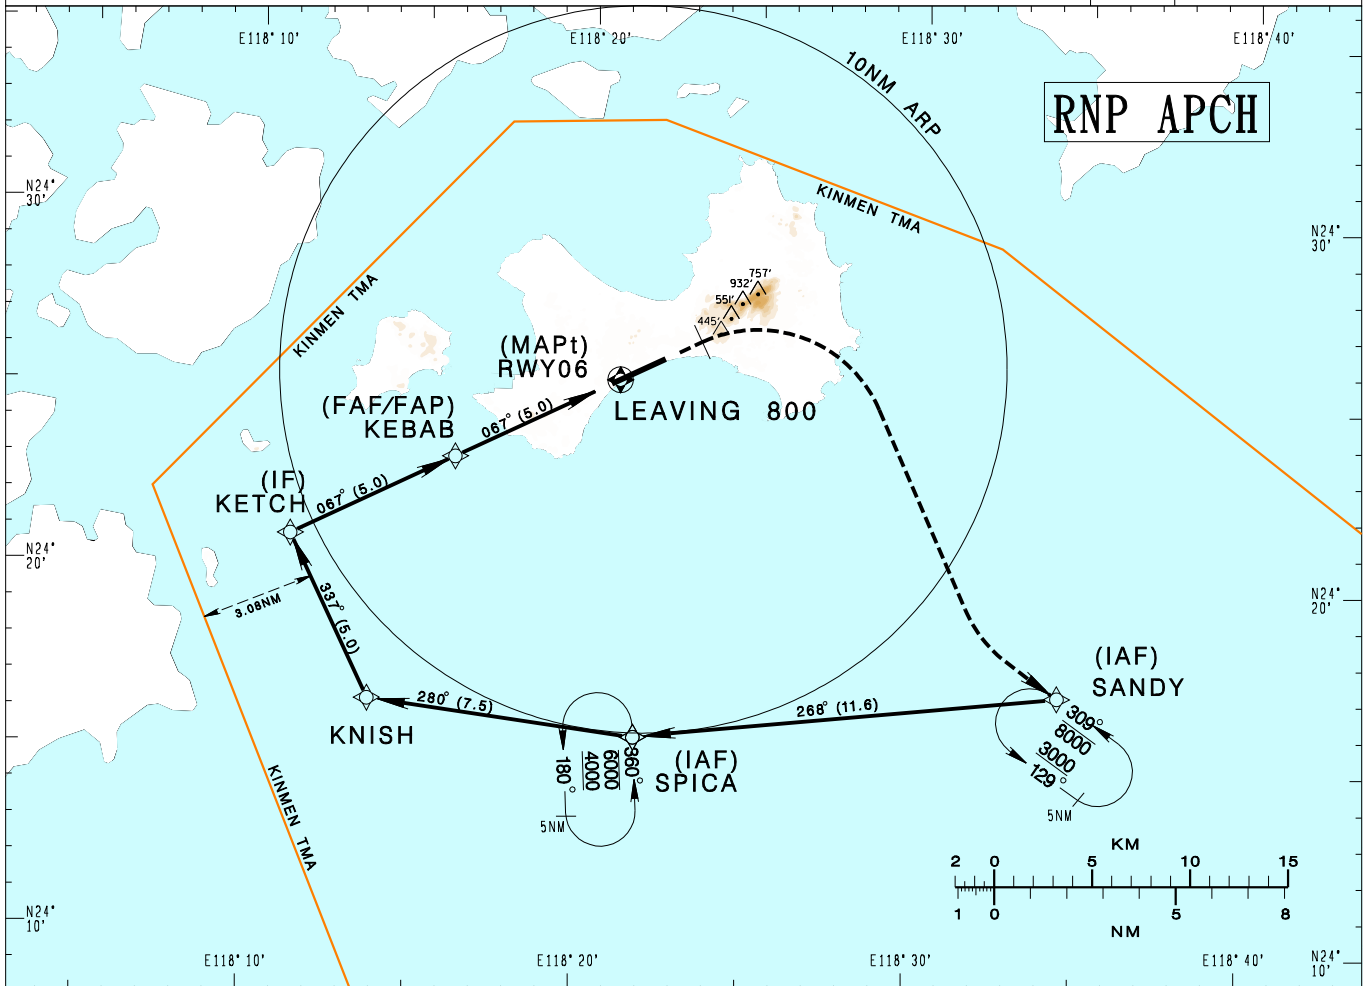 E118°10'
E118°20'
E118°30'
E118°40'
10NM ARP
RNP APCH
N24°
30'
KINMEN TMA
N24°
30'
757'
932'
551'
445'
KINMEN TMA
(MAPt)
RWY06
LEAVING 800
(FAF/FAP)
KEBAB
067° (5.0)
(IF)
KETCH
067° (5.0)
N24°
20'
3.08NM
337° (5.0)
N24°
20'
(IAF)
SANDY
280° (7.5)
268° (11.6)
KNISH
(IAF)
SPICA
180°
4000
6000
360°
5NM
309°
8000
3000
129°
5NM
KINMEN TMA
KM
2 0 5 10 15
1 0 5 8
NM
N24°
10'
E118°10'
E118°20'
E118°30'
E118°40'
N24°
10'